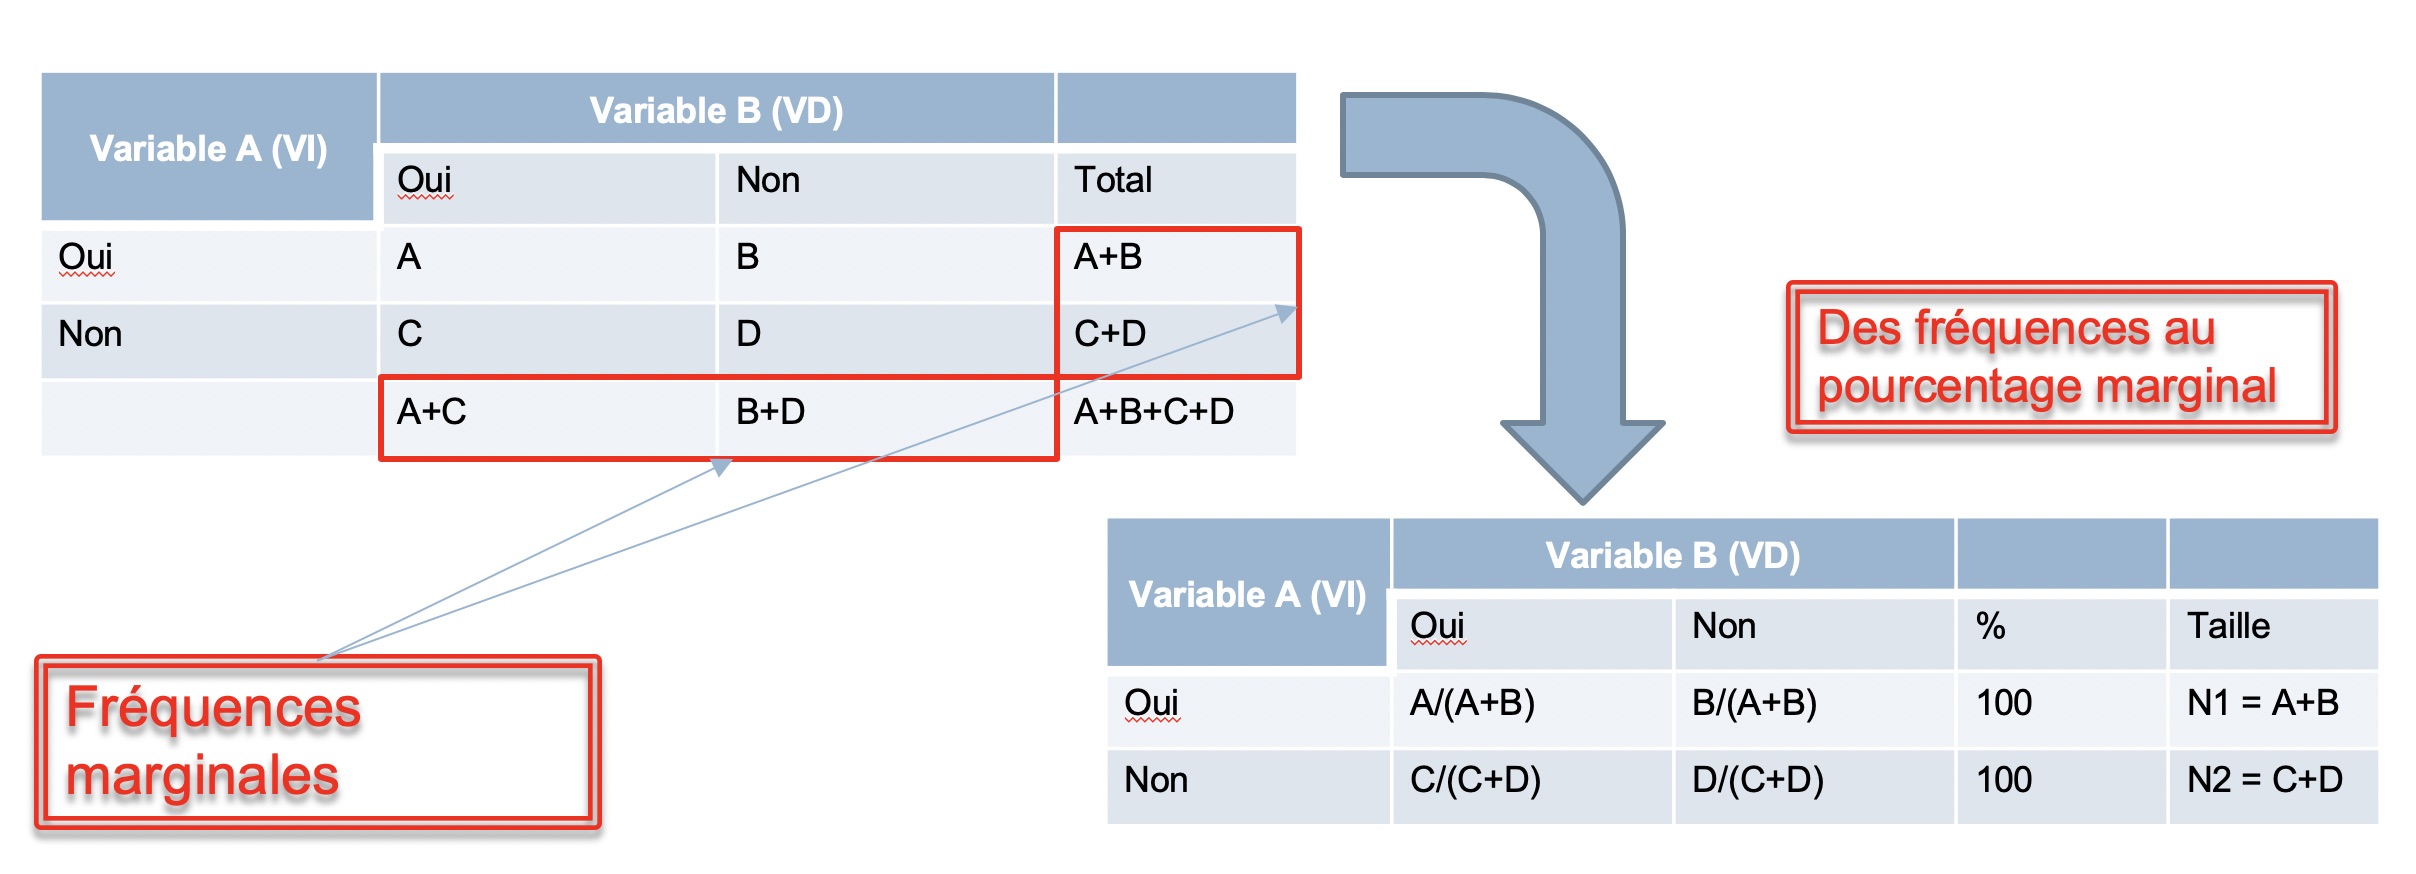 Variable A (VI)
Variable B (VD)
Oui
Non
Total
Oui
A
B
A+B
Non
C
D
C+D
A+C
B+D
A+B+C+D
Des fréquences au
pourcentage marginal
Fréquences
marginales
Variable A (VI)
Variable B (VD)
Oui
Non
%
Taille
Oui
A/(A+B)
B/(A+B)
100
N1 = A+B
Non
C/(C+D)
D/(C+D)
100
N2 = C+D